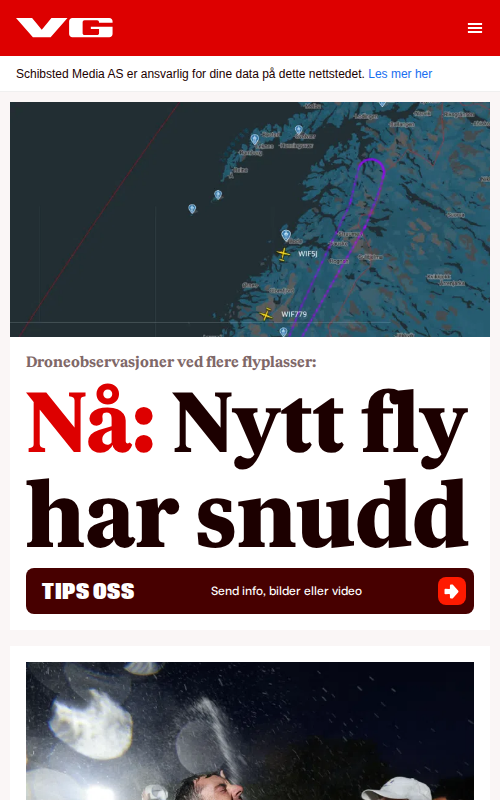 VG
Schibsted Media AS er ansvarlig for dine data på dette nettstedet. Les mer her
WIF5J
WIF779
Droneobservasjoner ved flere flyplasser:
Nå: Nytt fly
har snudd
TIPS OSS
Send info, bilder eller video